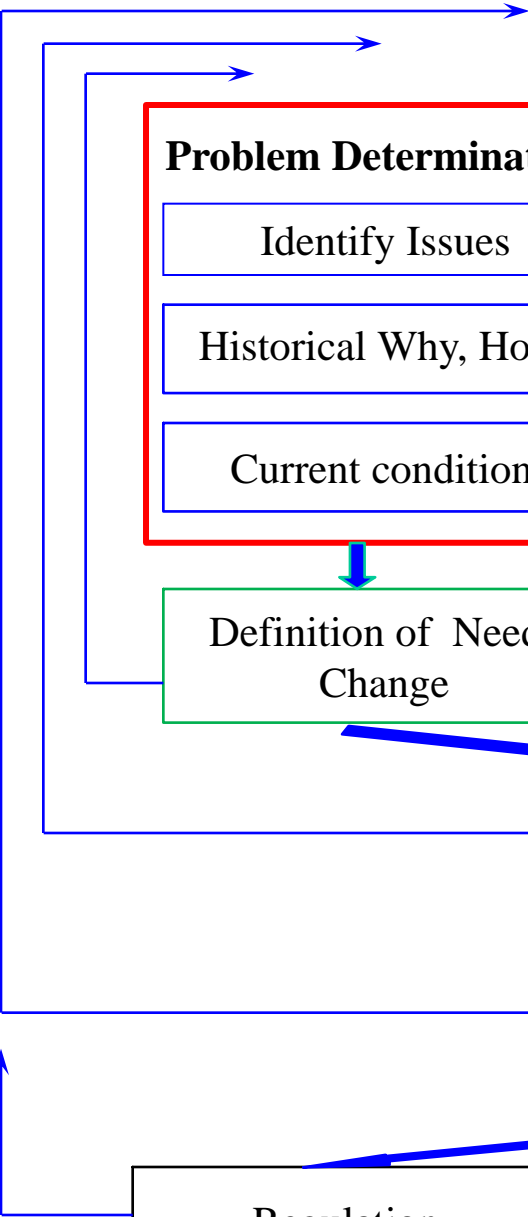 Problem Determinat
Identify Issues
Historical Why, Ho
Current condition
Definition of Need
Change
Regulation